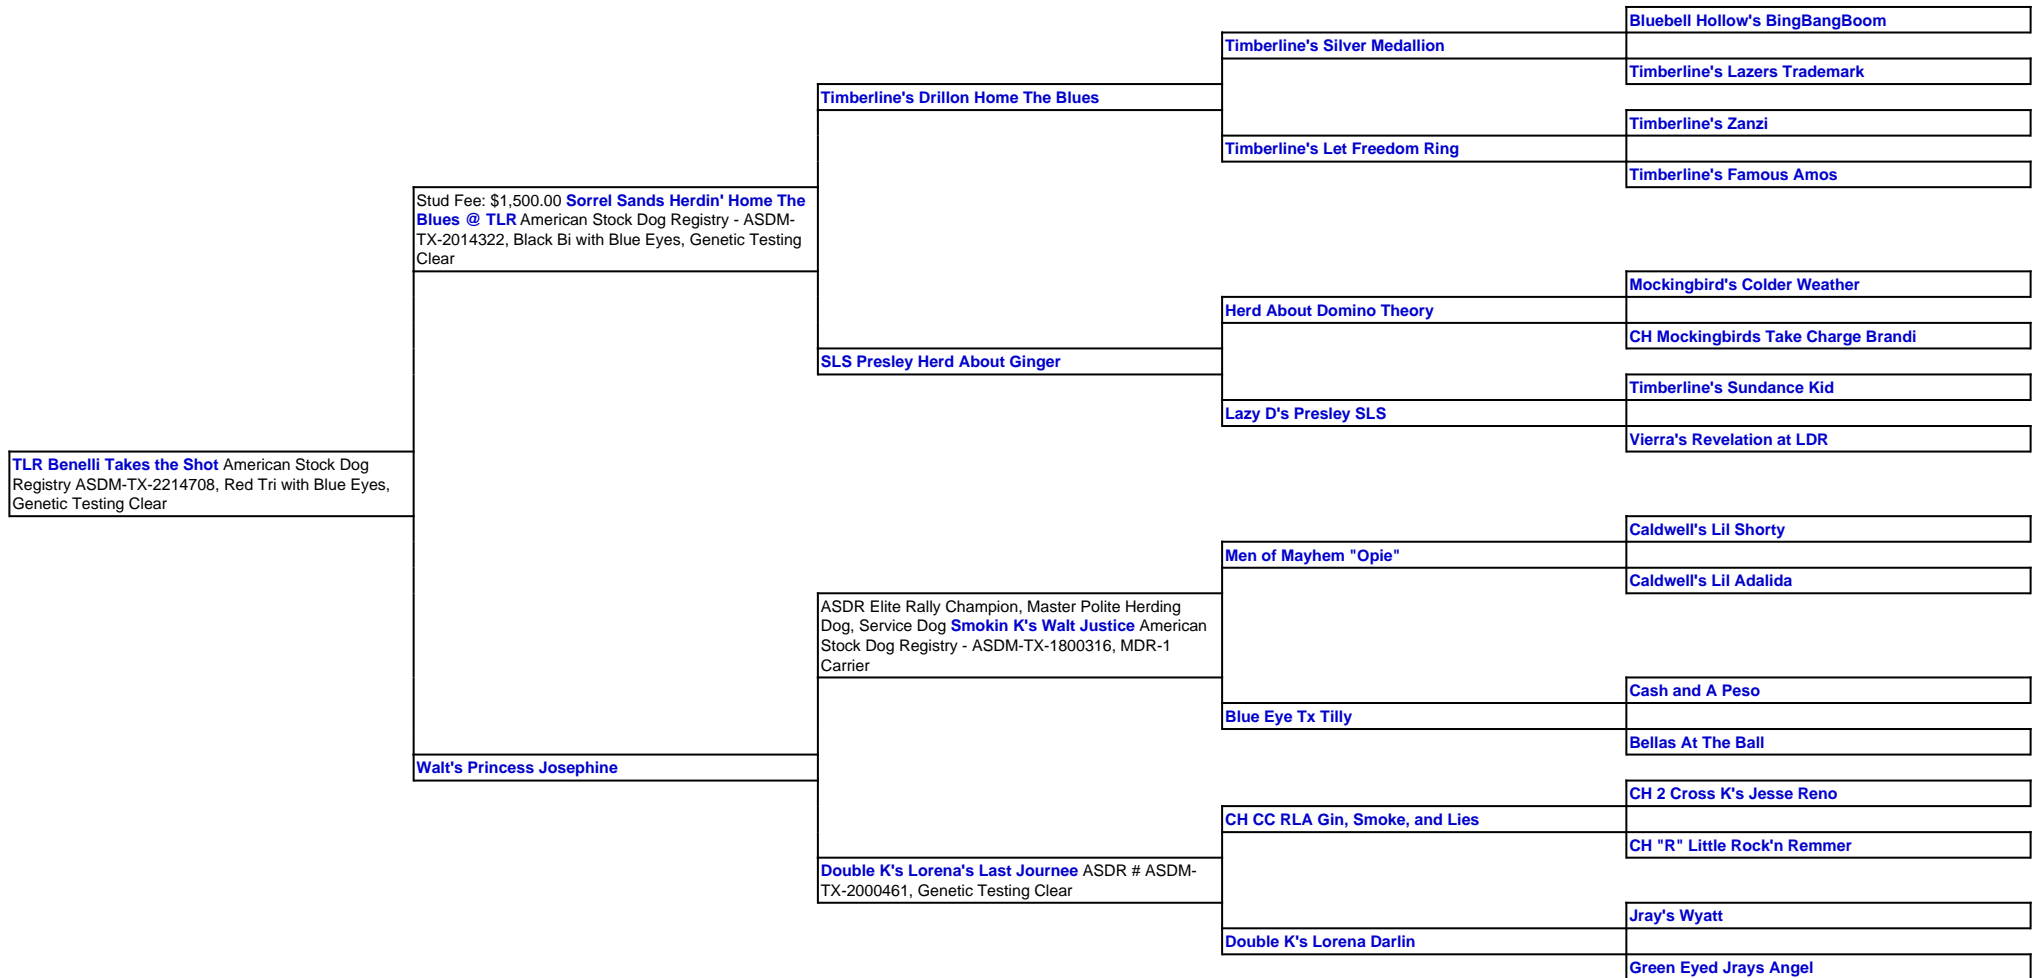 Bluebell Hollow's BingBangBoom
Timberline's Silver Medallion
Timberline's Lazers Trademark
Timberline's Drillon Home The Blues
Timberline's Zanzi
Timberline's Let Freedom Ring
Timberline's Famous Amos
Stud Fee: $1,500.00 Sorrel Sands Herdin' Home The
Blues @ TLR American Stock Dog Registry - ASDM-
TX-2014322, Black Bi with Blue Eyes, Genetic Testing
Clear
Mockingbird's Colder Weather
Herd About Domino Theory
CH Mockingbirds Take Charge Brandi
SLS Presley Herd About Ginger
Timberline's Sundance Kid
Lazy D's Presley SLS
Vierra's Revelation at LDR
TLR Benelli Takes the Shot American Stock Dog
Registry ASDM-TX-2214708, Red Tri with Blue Eyes,
Genetic Testing Clear
Caldwell's Lil Shorty
Men of Mayhem "Opie"
Caldwell's Lil Adalida
ASDR Elite Rally Champion, Master Polite Herding
Dog, Service Dog Smokin K's Walt Justice American
Stock Dog Registry - ASDM-TX-1800316, MDR-1
Carrier
Cash and A Peso
Blue Eye Tx Tilly
Bellas At The Ball
Walt's Princess Josephine
CH 2 Cross K's Jesse Reno
CH CC RLA Gin, Smoke, and Lies
CH "R" Little Rock'n Remmer
Double K's Lorena's Last Journee ASDR # ASDM-
TX-2000461, Genetic Testing Clear
Jray's Wyatt
Double K's Lorena Darlin
Green Eyed Jrays Angel